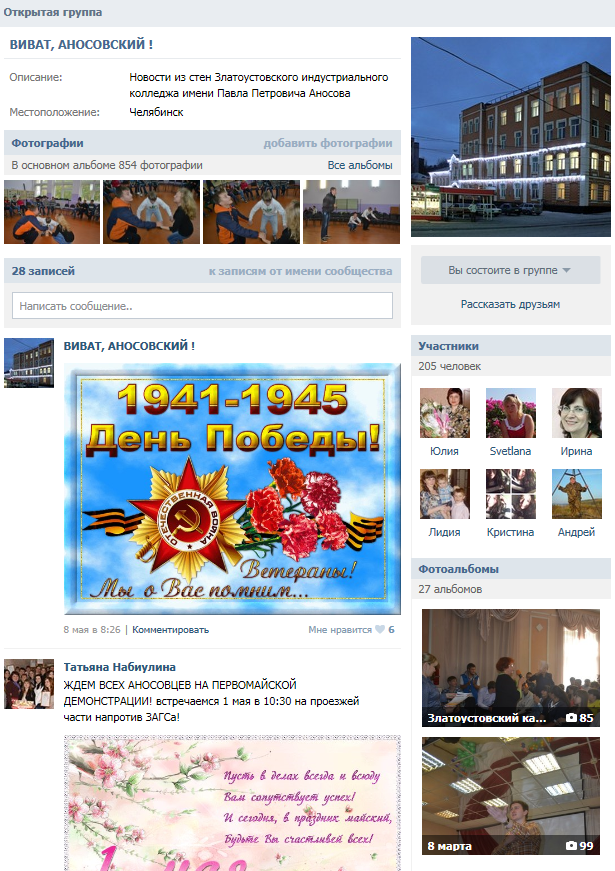 Открытая группа
ВИВАТ, АНОСОВСКИЙ !
Описание:
Новости из стен Златоустовского индустриального
колледжа имени Павла Петровича Аносова
Местоположение:
Челябинск
Фотографии
добавить фотографии
В основном альбоме 854 фотографии
Все альбомы
28 записей
к записям от имени сообщества
Написать сообщение..
ВИВАТ, АНОСОВСКИЙ !
1941-1945
День Победы!
ОТЕЧЕСТВЕННАЯ ВОЙНА
Ветераны!
Мы о Вас помним...
8 мая в 8:26 | Комментировать
Мне нравится 6
Татьяна Набиулина
ЖДЕМ ВСЕХ АНОСОВЦЕВ НА ПЕРВОМАЙСКОЙ
ДЕМОНСТРАЦИИ! встречаемся 1 мая в 10:30 на проезжей
части напротив ЗАГСа!
Пусть в делах всегда и всюду
Вам сопутствует успех!
И сегодня, в праздник майский,
Будьте Вы счастливей всех!
1 мая
Вы состоите в группе
Рассказать друзьям
Участники
205 человек
Юлия
Svetlana
Ирина
Лидия
Кристина
Андрей
Фотоальбомы
27 альбомов
Златоустовский ка...
85
8 марта
99